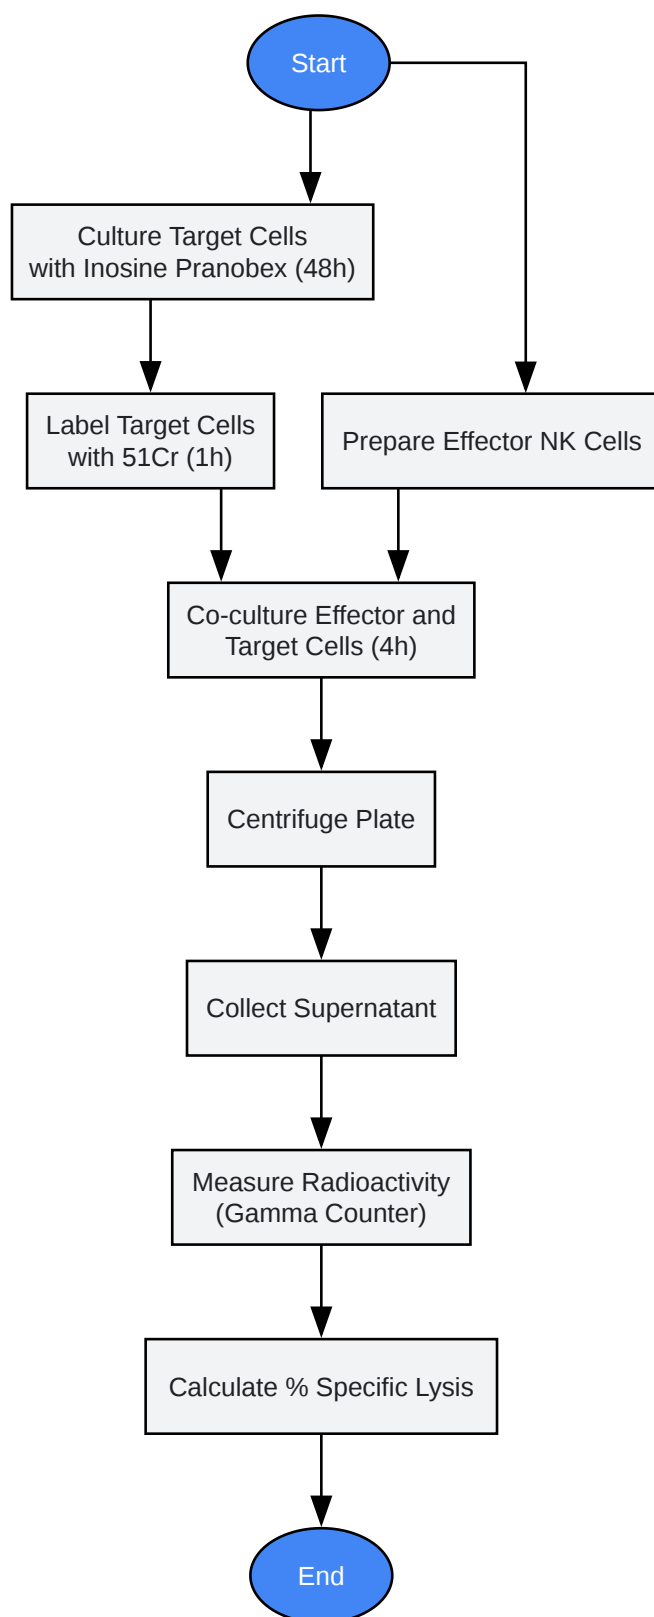 Start
Culture Target Cells
with Inosine Pranobex (48h)
Label Target Cells
with 51Cr (1h)
Prepare Effector NK Cells
Co-culture Effector and
Target Cells (4h)
Centrifuge Plate
Collect Supernatant
Measure Radioactivity
(Gamma Counter)
Calculate % Specific Lysis
End